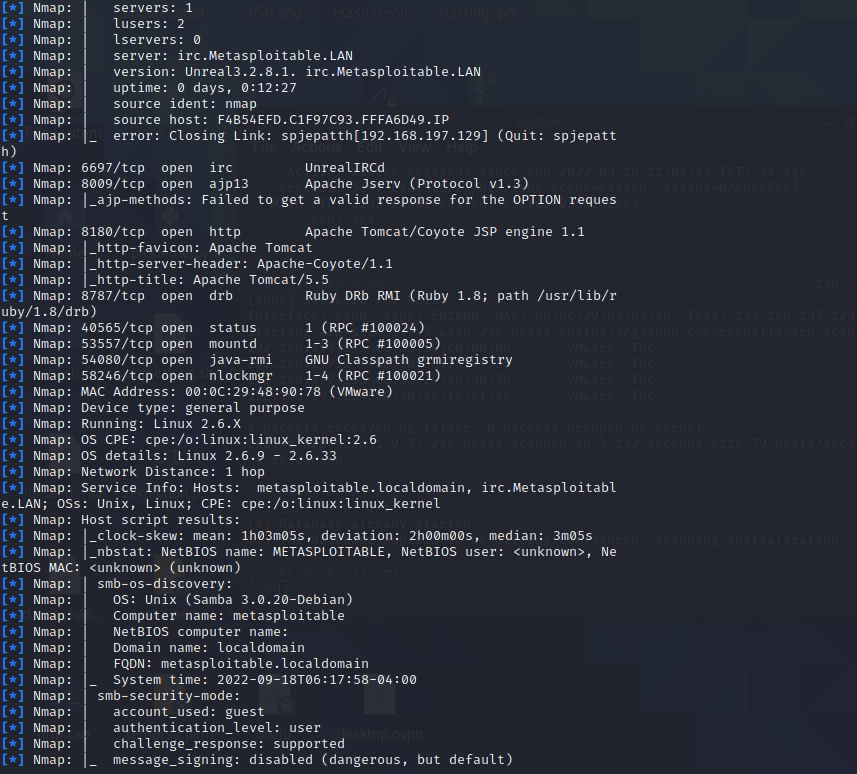 [*] Nmap: |   servers: 1
[*] Nmap: |   lusers: 2
[*] Nmap: |   lservers: 0
[*] Nmap: |   server: irc.Metasploitable.LAN
[*] Nmap: |   version: Unreal3.2.8.1. irc.Metasploitable.LAN
[*] Nmap: |   uptime: 0 days, 0:12:27
[*] Nmap: |   source ident: nmap
[*] Nmap: |   source host: F4B54EFD.C1F97C93.FFFA6D49.IP
[*] Nmap: |_  error: Closing Link: spjepatth[192.168.197.129] (Quit: spjepatt
h)
[*] Nmap: 6697/tcp  open  irc         UnrealIRCd
[*] Nmap: 8009/tcp  open  ajp13       Apache Jserv (Protocol v1.3)
[*] Nmap: |_ajp-methods: Failed to get a valid response for the OPTION reques
t
[*] Nmap: 8180/tcp  open  http        Apache Tomcat/Coyote JSP engine 1.1
[*] Nmap: |_http-favicon: Apache Tomcat
[*] Nmap: |_http-server-header: Apache-Coyote/1.1
[*] Nmap: |_http-title: Apache Tomcat/5.5
[*] Nmap: 8787/tcp  open  drb         Ruby DRb RMI (Ruby 1.8; path /usr/lib/r
uby/1.8/drb)
[*] Nmap: 40565/tcp open  status      1 (RPC #100024)
[*] Nmap: 53557/tcp open  mountd      1-3 (RPC #100005)
[*] Nmap: 54080/tcp open  java-rmi    GNU Classpath grmiregistry
[*] Nmap: 58246/tcp open  nlockmgr    1-4 (RPC #100021)
[*] Nmap: MAC Address: 00:0C:29:48:90:78 (VMware)
[*] Nmap: Device type: general purpose
[*] Nmap: Running: Linux 2.6.X
[*] Nmap: OS CPE: cpe:/o:linux:linux_kernel:2.6
[*] Nmap: OS details: Linux 2.6.9 - 2.6.33
[*] Nmap: Network Distance: 1 hop
[*] Nmap: Service Info: Hosts:  metasploitable.localdomain, irc.Metasploitabl
e.LAN; OSs: Unix, Linux; CPE: cpe:/o:linux:linux_kernel
[*] Nmap: Host script results:
[*] Nmap: |_clock-skew: mean: 1h03m05s, deviation: 2h00m00s, median: 3m05s
[*] Nmap: |_nbstat: NetBIOS name: METASPLOITABLE, NetBIOS user: <unknown>, Ne
tBIOS MAC: <unknown> (unknown)
[*] Nmap: | smb-os-discovery:
[*] Nmap: |   OS: Unix (Samba 3.0.20-Debian)
[*] Nmap: |   Computer name: metasploitable
[*] Nmap: |   NetBIOS computer name:
[*] Nmap: |   Domain name: localdomain
[*] Nmap: |   FQDN: metasploitable.localdomain
[*] Nmap: |_  System time: 2022-09-18T06:17:58-04:00
[*] Nmap: | smb-security-mode:
[*] Nmap: |   account_used: guest
[*] Nmap: |   authentication_level: user
[*] Nmap: |   challenge_response: supported
[*] Nmap: |_  message_signing: disabled (dangerous, but default)